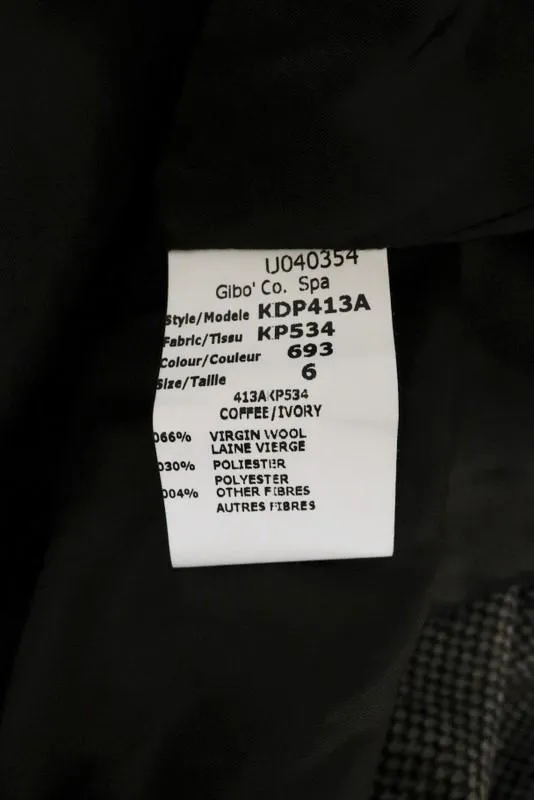 U040354
Gibo' Co. Spa
Style/Modele KDP413A
Fabric/Tissu KP534
Colour/Couleur 693
Size/Taille 6
413AKP534
COFFEE/IVORY
066% VIRGIN WOOL
LAINE VIERGE
030% POLIESTER
POLYESTER
004% OTHER FIBRES
AUTRES FIBRES